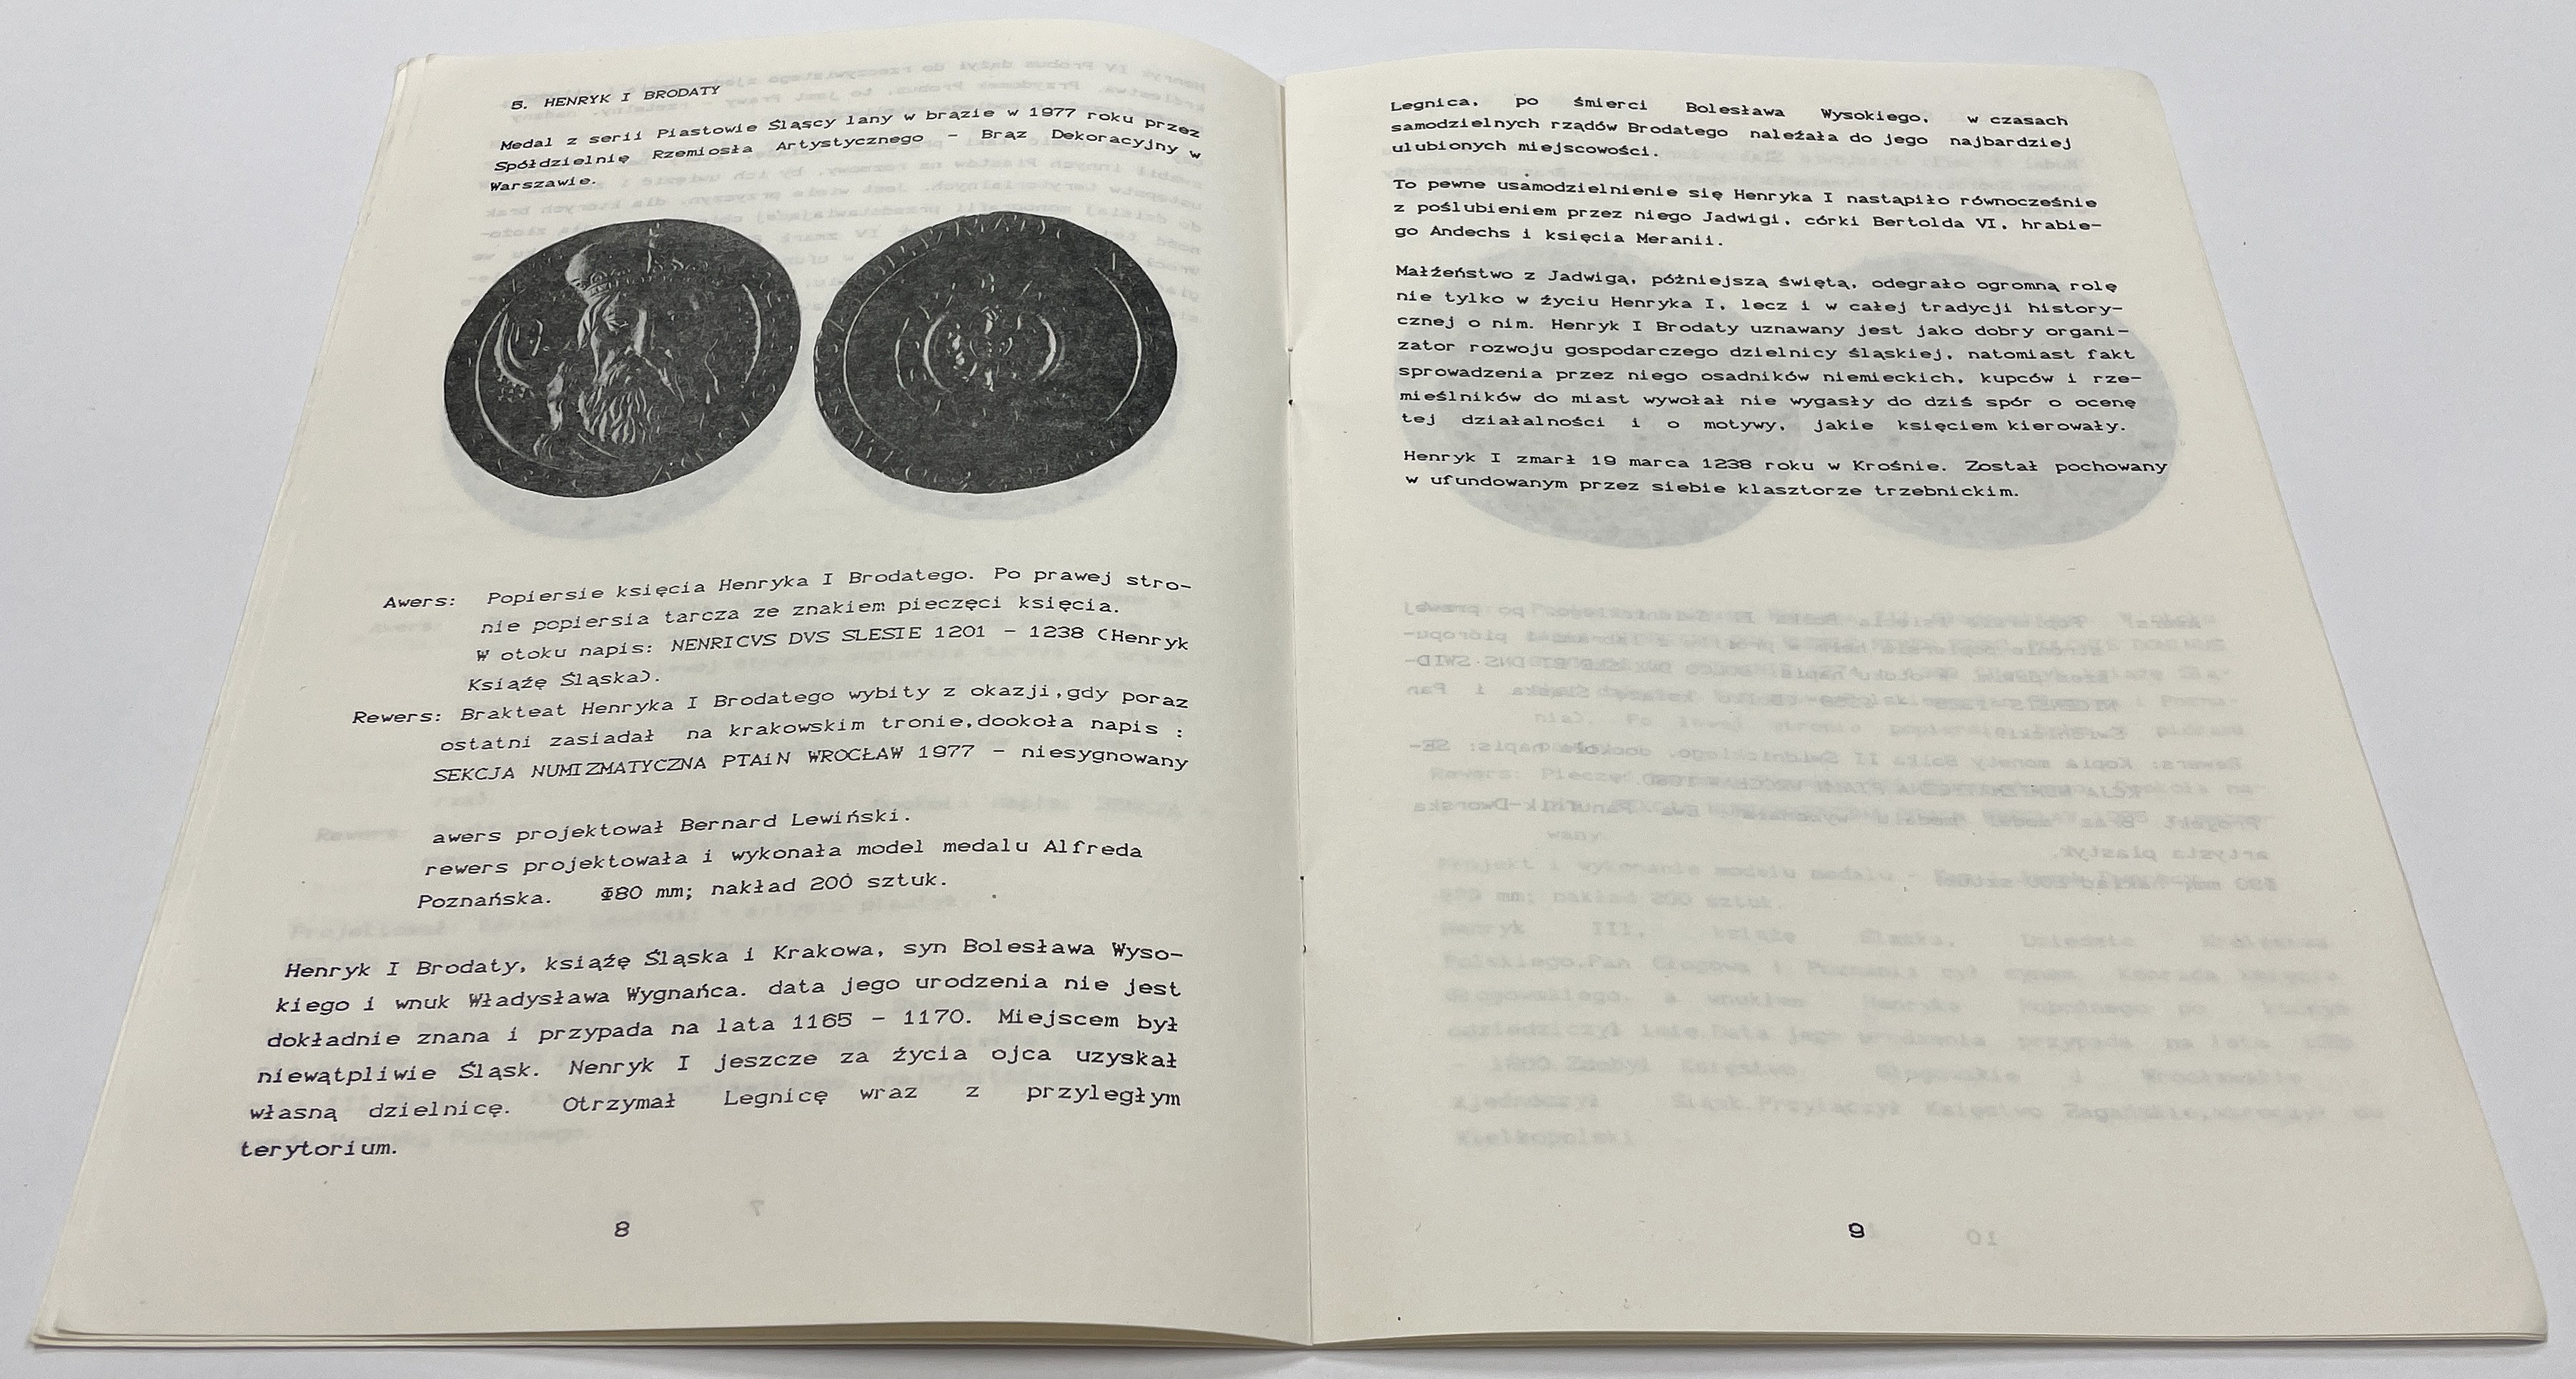 5. HENRYK I BRODATY
Medal z serii Piastowie Śląscy lany w brązie w 1977 roku przez
Spółdzielnię Rzemiosła Artystycznego - Brąz Dekoracyjny w
Warszawie.
Awers: Popiersie księcia Henryka I Brodatego. Po prawej stro-
nie popiersia tarcza ze znakiem pieczęci księcia.
W otoku napis: NENRICVS DVS SLESIE 1201 - 1238 (Henryk
Książę Śląska).
Rewers: Brakteat Henryka I Brodatego wybity z okazji,gdy poraz
ostatni zasiadał na krakowskim tronie,dookoła napis :
SEKCJA NUMIZMATYCZNA PTAiN WROCŁAW 1977 - niesygnowany
awers projektował Bernard Lewiński.
rewers projektowała i wykonała model medalu Alfreda
Poznańska. Φ80 mm; nakład 200 sztuk.
Henryk I Brodaty, książę Śląska i Krakowa, syn Bolesława Wyso-
kiego i wnuk Władysława Wygnańca. data jego urodzenia nie jest
dokładnie znana i przypada na lata 1165 - 1170. Miejscem był
niewątpliwie Śląsk. Nenryk I jeszcze za życia ojca uzyskał
własną dzielnicę. Otrzymał Legnicę wraz z przyległym
terytorium.
8
Legnica, po śmierci Bolesława Wysokiego, w czasach
samodzielnych rządów Brodatego należała do jego najbardziej
ulubionych miejscowości.
To pewne usamodzielnienie się Henryka I nastąpiło równocześnie
z poślubieniem przez niego Jadwigi, córki Bertolda VI, hrabie-
go Andechs i księcia Meranii.
Małżeństwo z Jadwigą, późniejszą świętą, odegrało ogromną rolę
nie tylko w życiu Henryka I, lecz i w całej tradycji history-
cznej o nim. Henryk I Brodaty uznawany jest jako dobry organi-
zator rozwoju gospodarczego dzielnicy śląskiej, natomiast fakt
sprowadzenia przez niego osadników niemieckich, kupców i rze-
mieślników do miast wywołał nie wygasły do dziś spór o ocenę
tej działalności i o motywy, jakie księciem kierowały.
Henryk I zmarł 19 marca 1238 roku w Krośnie. Został pochowany
w ufundowanym przez siebie klasztorze trzebnickim.
9